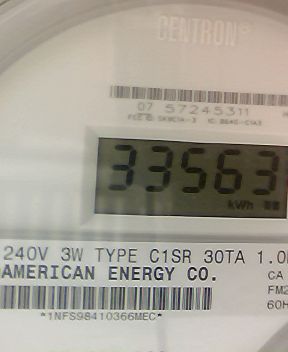 CENTRON®
07 57245311
33563
kWh
240V 3W TYPE C1SR 30TA 1.0
AMERICAN ENERGY CO.
CA
FM2
60H
*1NFS98410366MEC*